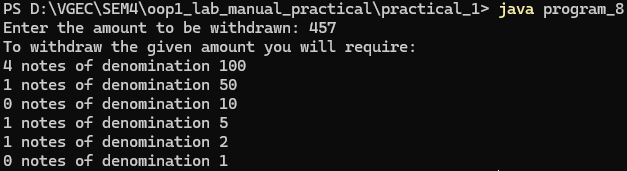 PS D:\VGEC\SEM4\oop1_lab_manual_practical\practical_1> java program_8
Enter the amount to be withdrawn: 457
To withdraw the given amount you will require:
4 notes of denomination 100
1 notes of denomination 50
0 notes of denomination 10
1 notes of denomination 5
1 notes of denomination 2
0 notes of denomination 1